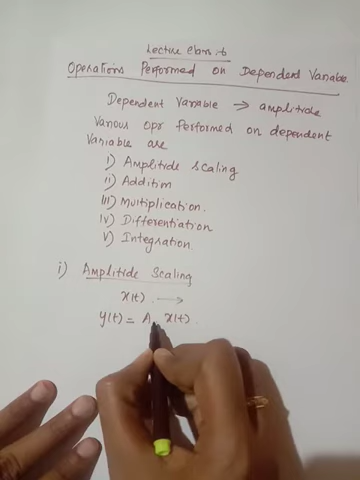 Lecture Class :6
Operations Performed on Dependent Variable
Dependent Variable → amplitude
Various opr Performed on dependent
Variable are
i) Amplitude Scaling
ii) Addition
iii) Multiplication.
iv) Differentiation
v) Integration
i) Amplitude Scaling
x(t) →
y(t) = A. x(t).